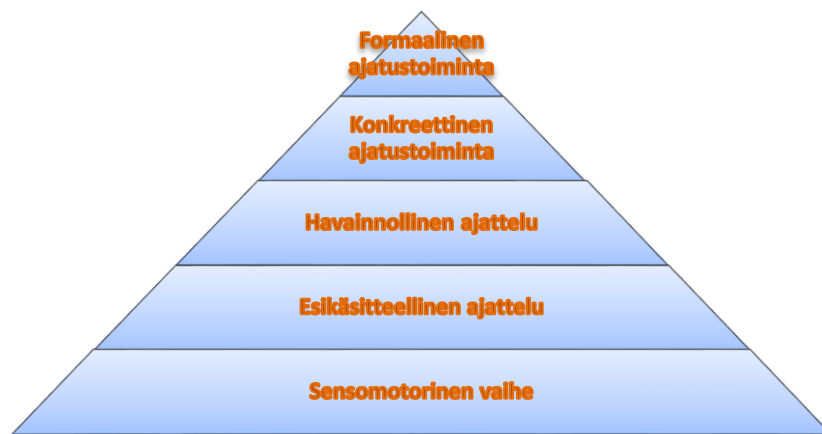 Formaalinen
ajatustoiminta
Konkreettinen
ajatustoiminta
Havainnollinen ajattelu
Esikäsitteellinen ajattelu
Sensomotorinen vaihe